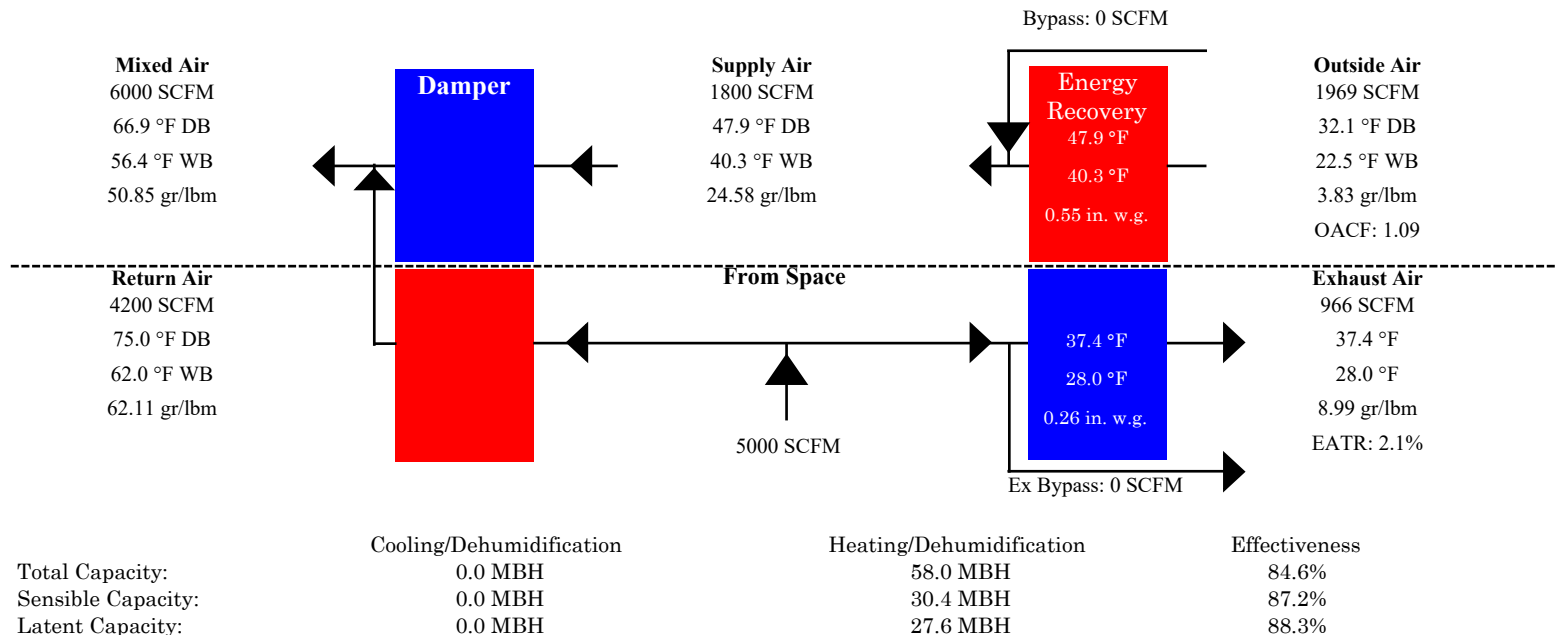 Bypass: 0 SCFM
Mixed Air
6000 SCFM
66.9 °F DB
56.4 °F WB
50.85 gr/lbm
Damper
Supply Air
1800 SCFM
47.9 °F DB
40.3 °F WB
24.58 gr/lbm
Energy
Recovery
47.9 °F
40.3 °F
0.55 in. w.g.
Outside Air
1969 SCFM
32.1 °F DB
22.5 °F WB
3.83 gr/lbm
OACF: 1.09
Return Air
4200 SCFM
75.0 °F DB
62.0 °F WB
62.11 gr/lbm
From Space
5000 SCFM
37.4 °F
28.0 °F
0.26 in. w.g.
Ex Bypass: 0 SCFM
Exhaust Air
966 SCFM
37.4 °F
28.0 °F
8.99 gr/lbm
EATR: 2.1%
Cooling/Dehumidification Heating/Dehumidification Effectiveness
Total Capacity: 0.0 MBH 58.0 MBH 84.6%
Sensible Capacity: 0.0 MBH 30.4 MBH 87.2%
Latent Capacity: 0.0 MBH 27.6 MBH 88.3%